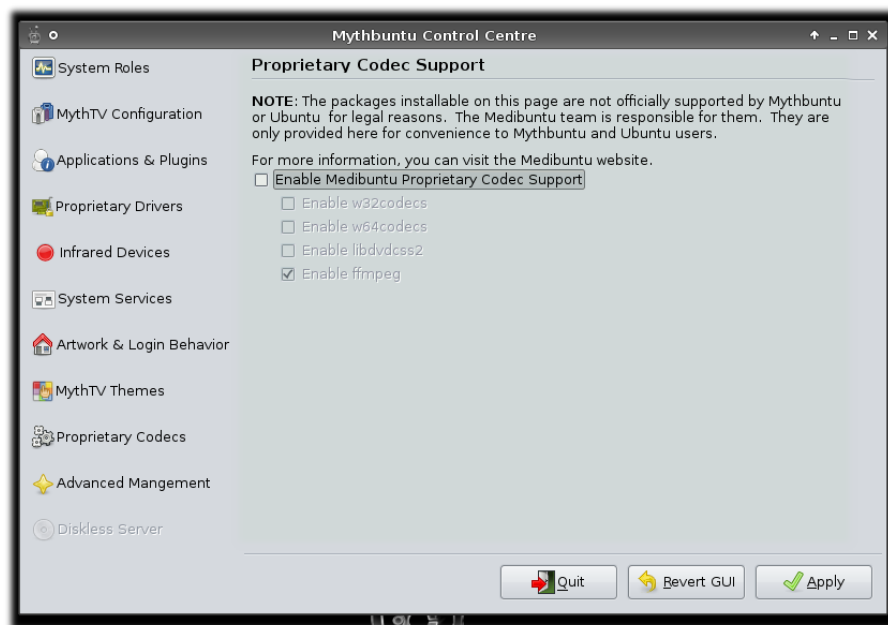 Mythbuntu Control Centre
System Roles
MythTV Configuration
Applications & Plugins
Proprietary Drivers
Infrared Devices
System Services
Artwork & Login Behavior
MythTV Themes
Proprietary Codecs
Advanced Mangement
Diskless Server
Proprietary Codec Support
NOTE: The packages installable on this page are not officially supported by Mythbuntu
or Ubuntu  for legal reasons.  The Medibuntu team is responsible for them.  They are
only provided here for convenience to Mythbuntu and Ubuntu users.
For more information, you can visit the Medibuntu website.
Enable Medibuntu Proprietary Codec Support
Enable w32codecs
Enable w64codecs
Enable libdvdcss2
Enable ffmpeg
Quit
Revert GUI
Apply